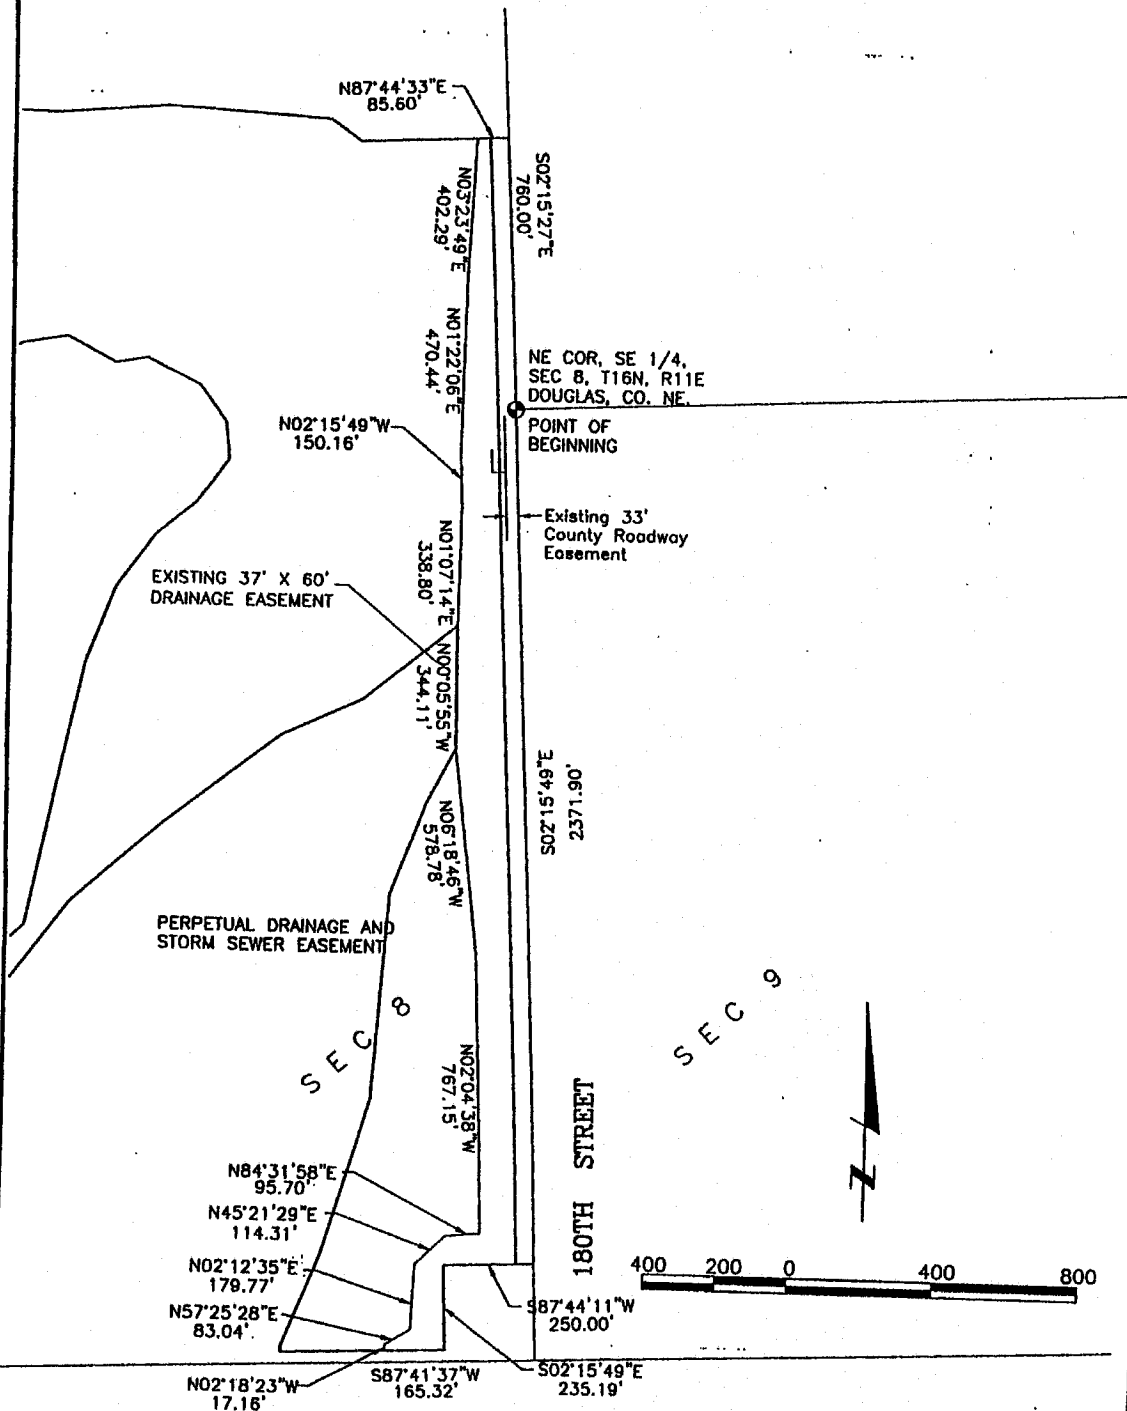 N87°44'33"E
85.60'
S02°15'27"E
760.00'
N03°23'49"E
402.29'
N01°22'06"E
470.44'
NE COR, SE 1/4,
SEC 8, T16N, R11E
DOUGLAS, CO. NE.
POINT OF
BEGINNING
N02°15'49"W
150.16'
Existing 33'
County Roadway
Easement
N01°07'14"E
338.80'
EXISTING 37' X 60'
DRAINAGE EASEMENT
N00°05'55"W
344.11'
S02°15'49"E
2371.90'
N06°18'46"W
578.78'
PERPETUAL DRAINAGE AND
STORM SEWER EASEMENT
SEC 8
SEC 9
N02°04'38"W
767.15'
180TH STREET
N
N84°31'58"E
95.70'
N45°21'29"E
114.31'
N02°12'35"E
179.77'
N57°25'28"E
83.04'
400 200 0 400 800
S87°44'11"W
250.00'
N02°18'23"W
17.16'
S87°41'37"W
165.32'
S02°15'49"E
235.19'